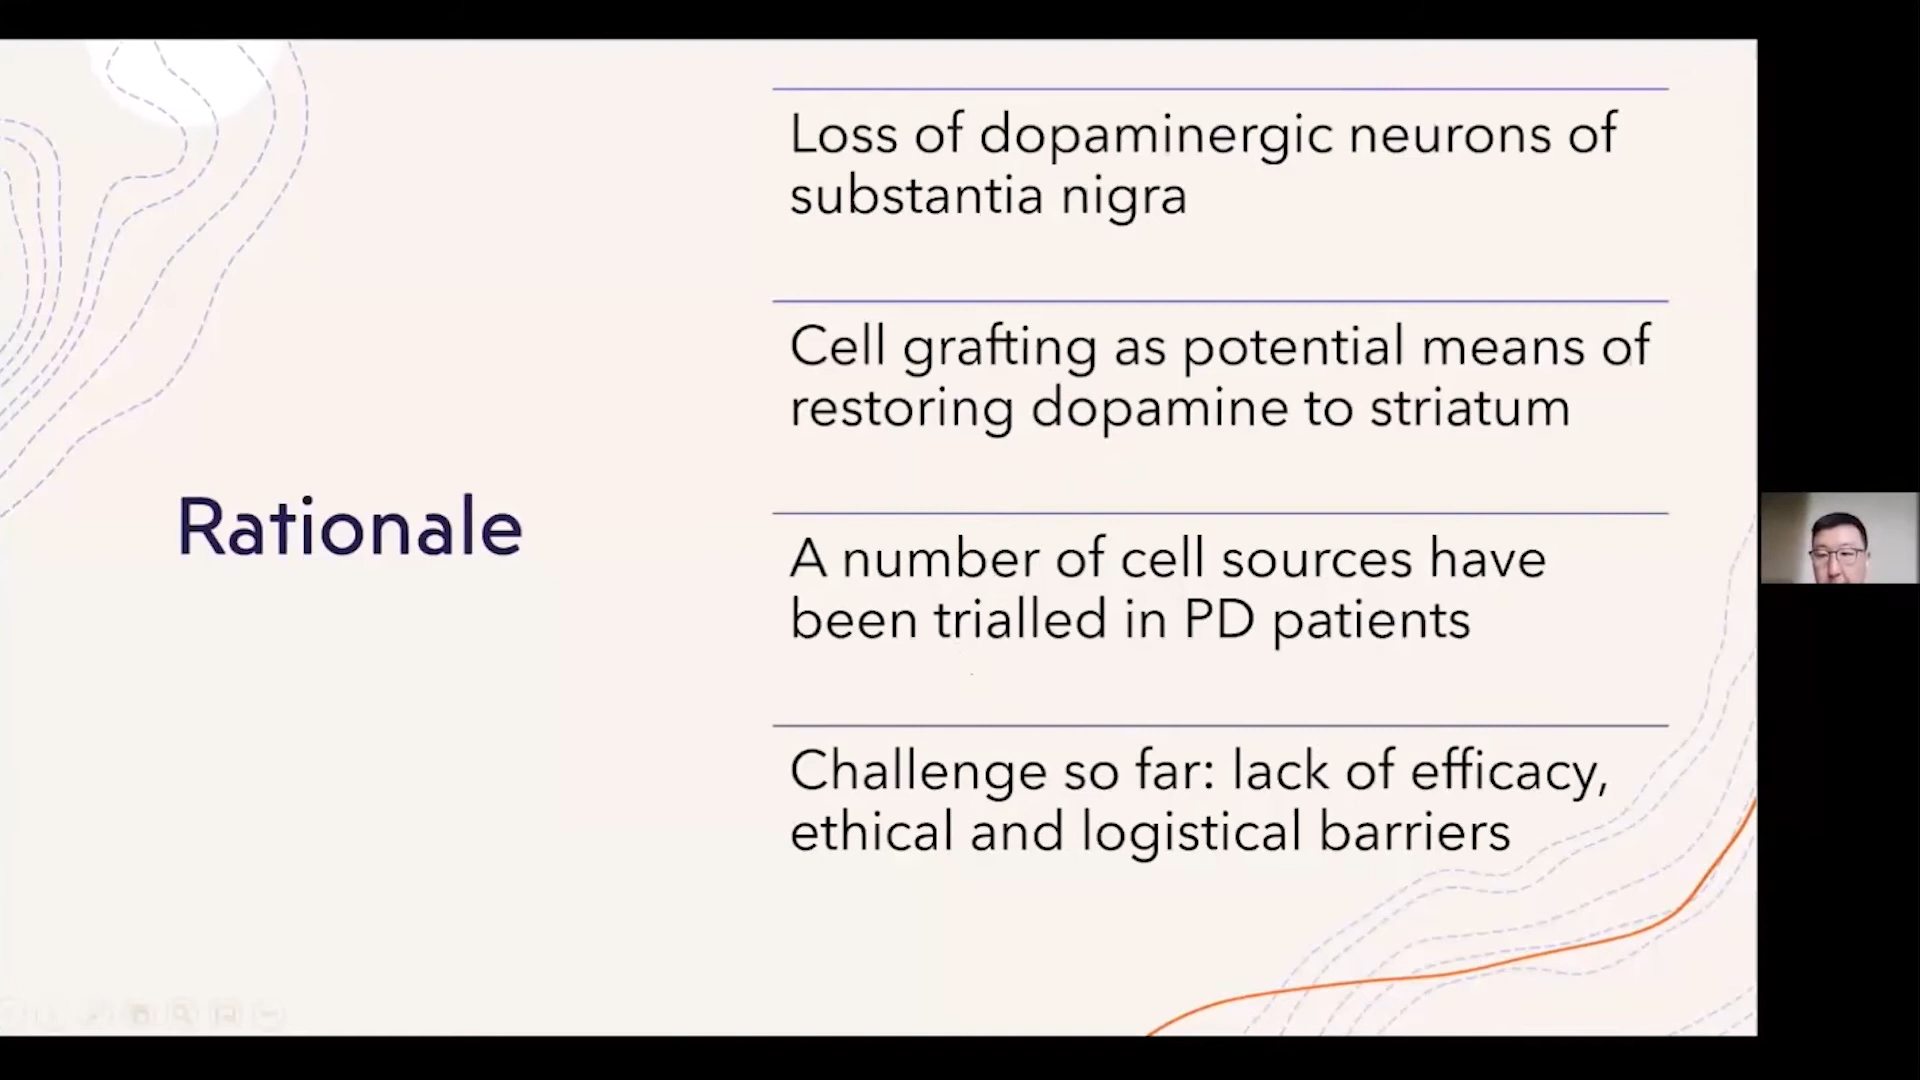 Rationale
Loss of dopaminergic neurons of
substantia nigra
Cell grafting as potential means of
restoring dopamine to striatum
A number of cell sources have
been trialled in PD patients
Challenge so far: lack of efficacy,
ethical and logistical barriers